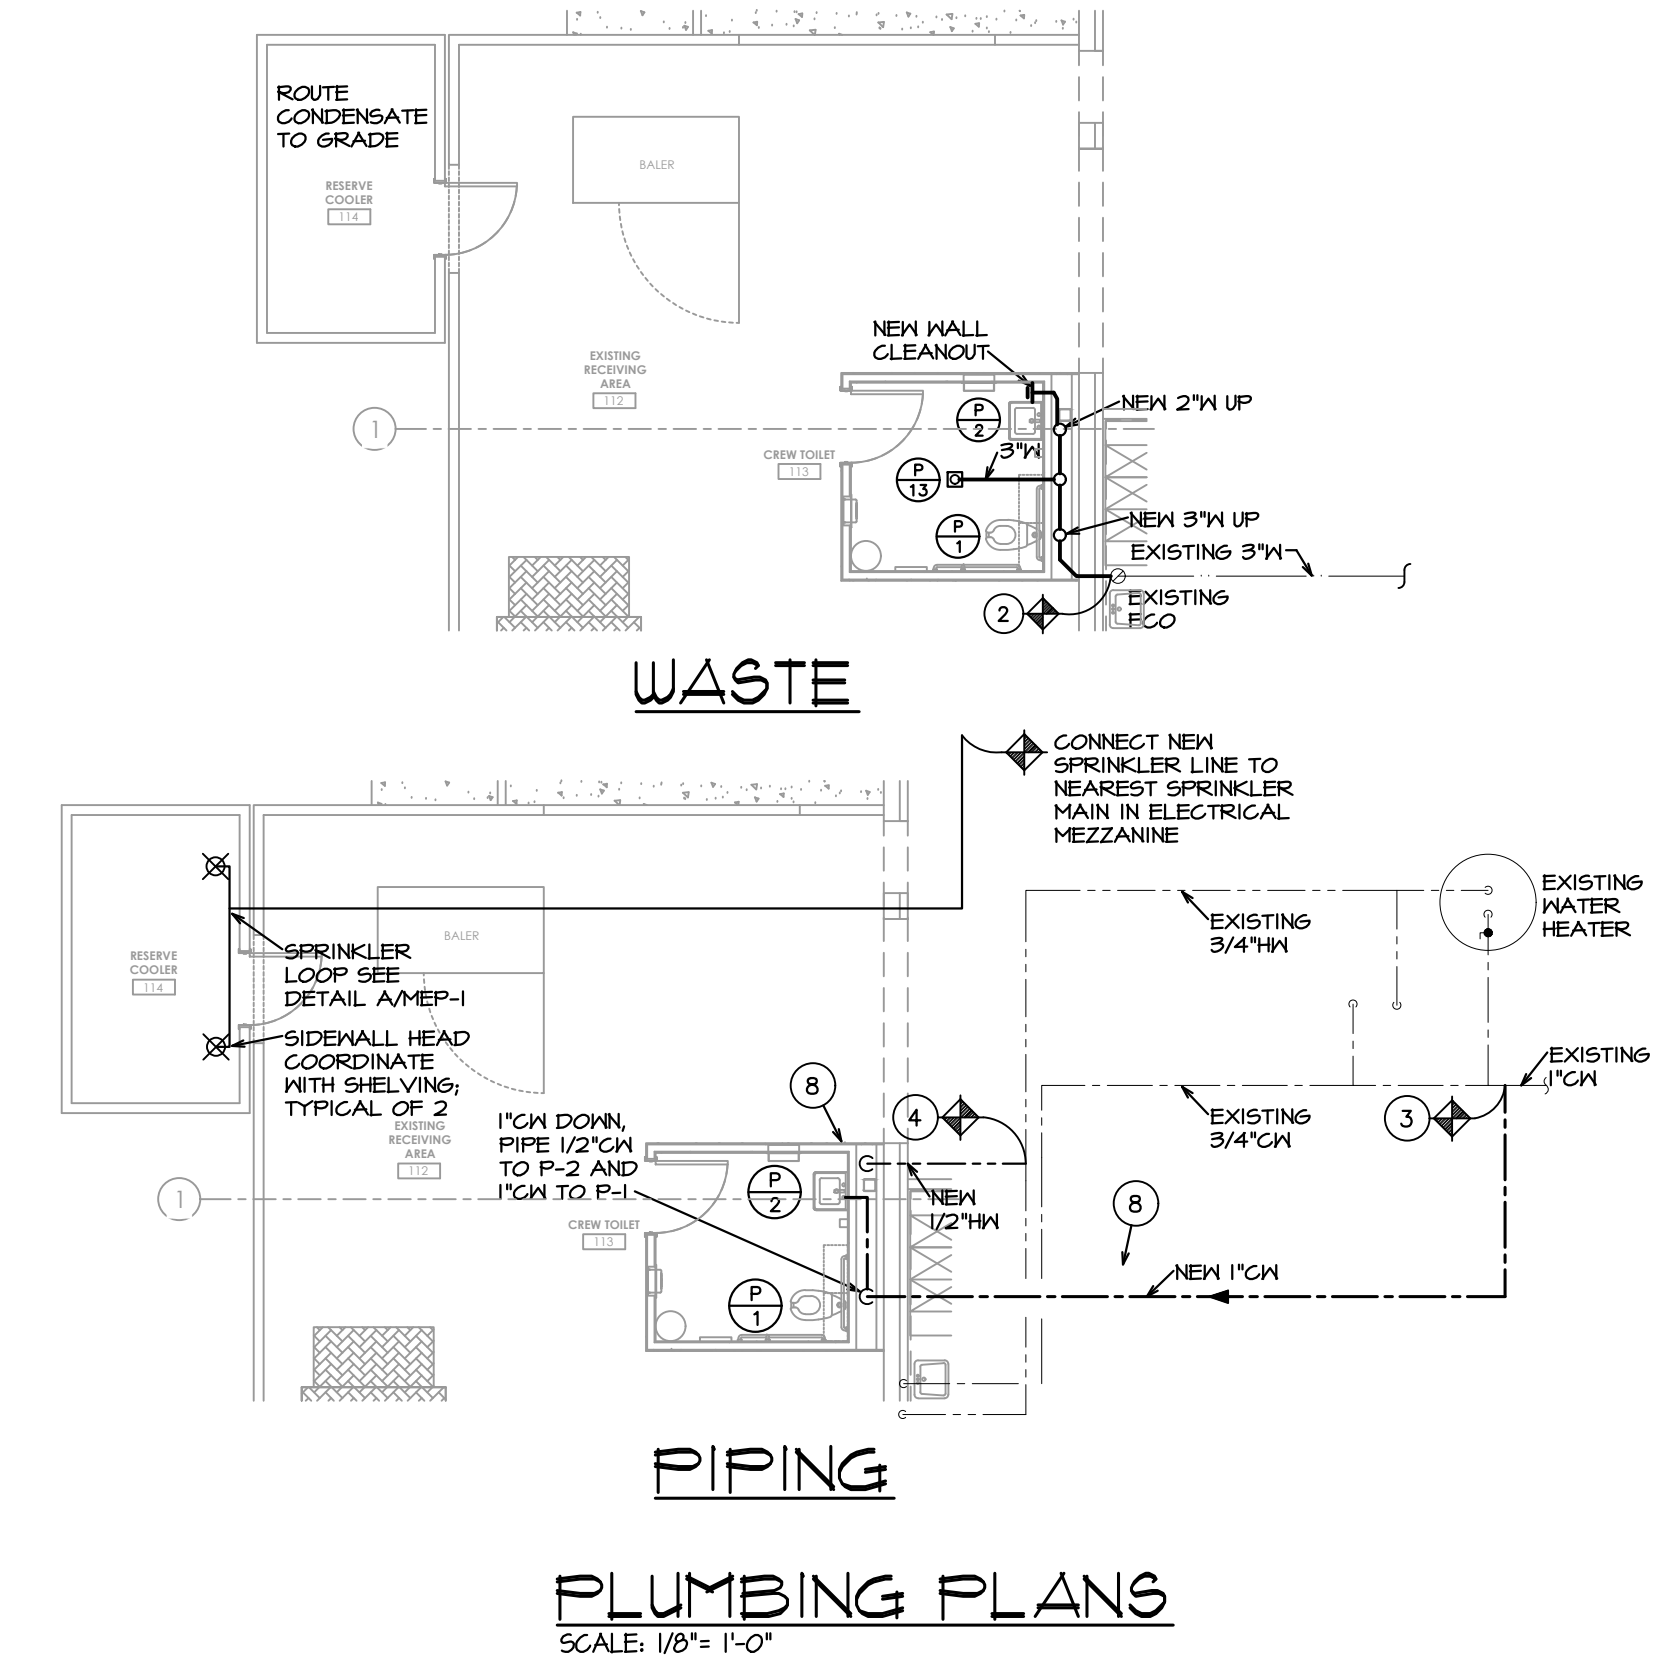 ROUTE
CONDENSATE
TO GRADE
RESERVE
COOLER
114
BALER
EXISTING
RECEIVING
AREA
112
1
NEW WALL
CLEANOUT
NEW 2"W UP
P
2
3"W
CREW TOILET
113
P
13
P
1
NEW 3"W UP
EXISTING 3"W
2
EXISTING
ECO
WASTE
CONNECT NEW
SPRINKLER LINE TO
NEAREST SPRINKLER
MAIN IN ELECTRICAL
MEZZANINE
EXISTING
WATER
HEATER
EXISTING
3/4"HW
BALER
RESERVE
COOLER
114
SPRINKLER
LOOP SEE
DETAIL A/MEP-1
SIDEWALL HEAD
COORDINATE
WITH SHELVING;
TYPICAL OF 2
EXISTING
RECEIVING
AREA
112
EXISTING
1"CW
8
4
EXISTING
3/4"CW
3
1"CW DOWN,
PIPE 1/2"CW
TO P-2 AND
1"CW TO P-1
1
P
2
NEW
1/2"HW
8
CREW TOILET
113
NEW 1"CW
P
1
PIPING
PLUMBING PLANS
SCALE: 1/8"= 1'-0"